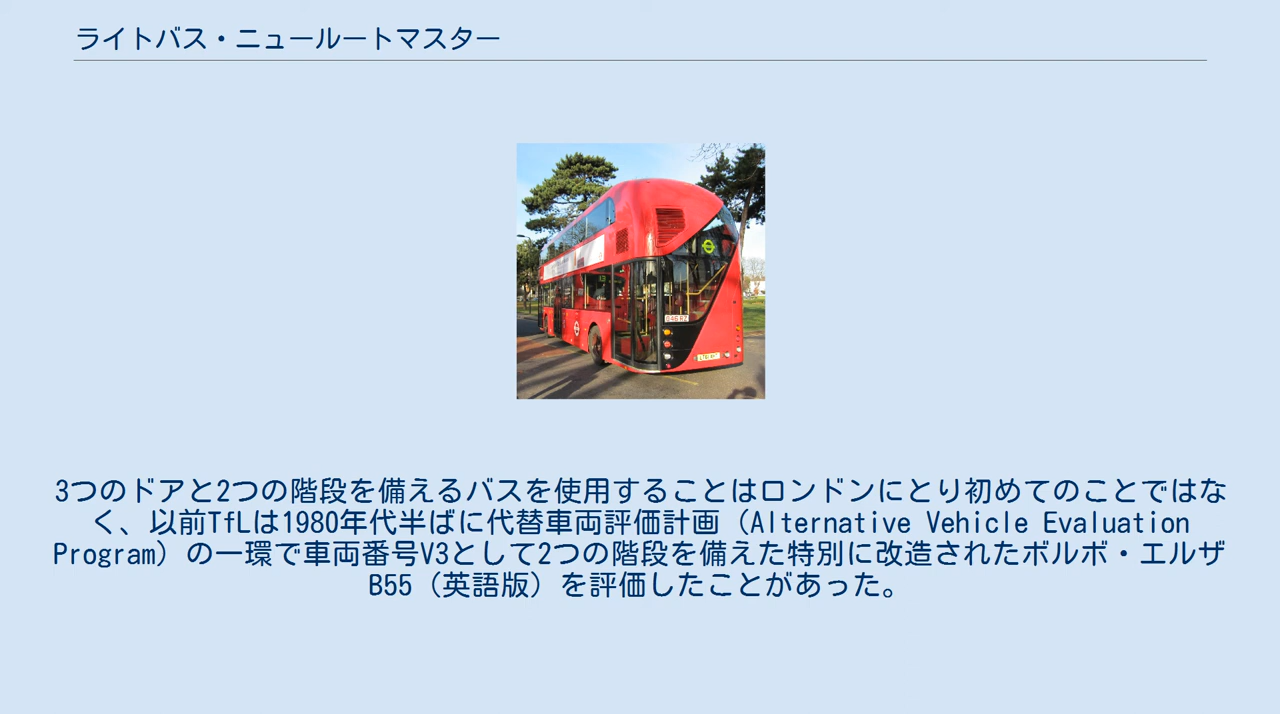 ライトバス・ニュールートマスター
3つのドアと2つの階段を備えるバスを使用することはロンドンにとり初めてのことではな
く、以前TfLは1980年代半ばに代替車両評価計画（Alternative Vehicle Evaluation
Program）の一環で車両番号V3として2つの階段を備えた特別に改造されたボルボ・エルザ
B55（英語版）を評価したことがあった。